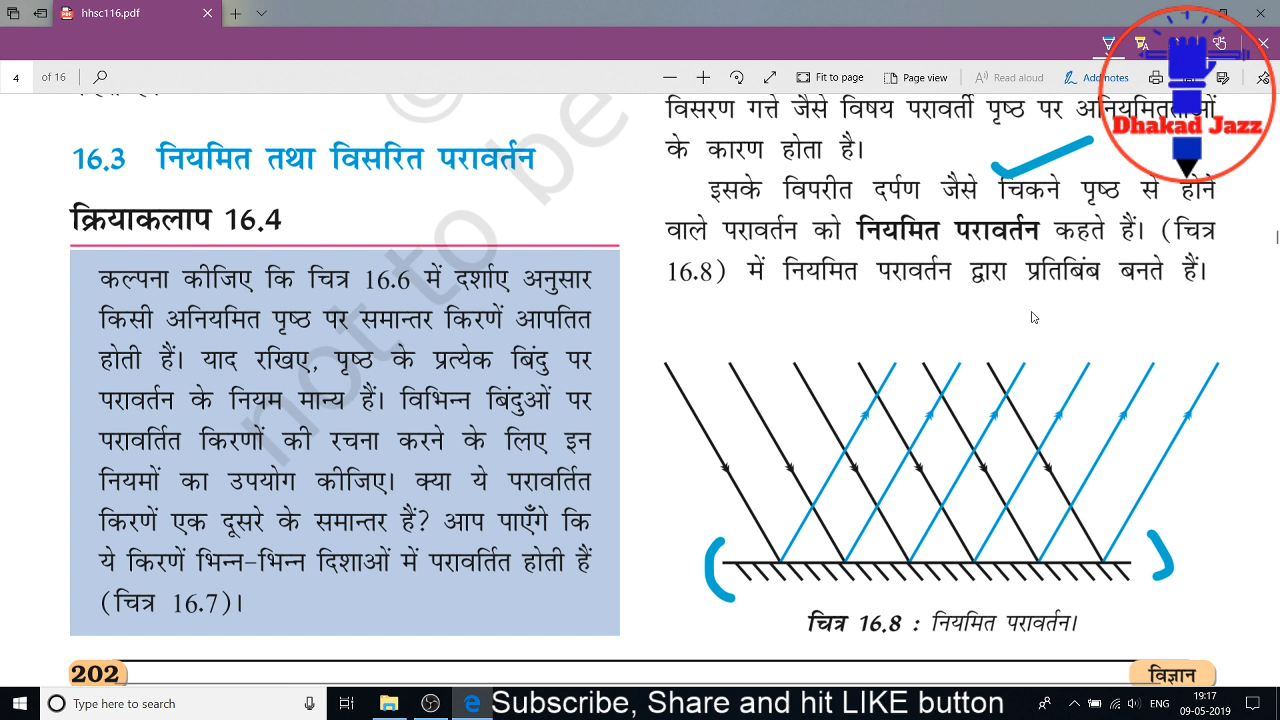 hhsc116.pdf
4 of 16
Fit to page
Page view
Read aloud
Add notes
Dhakad Jazz
not to be
16.3 नियमित तथा विसरित परावर्तन
क्रियाकलाप 16.4
कल्पना कीजिए कि चित्र 16.6 में दर्शाए अनुसार
किसी अनियमित पृष्ठ पर समान्तर किरणें आपतित
होती हैं। याद रखिए, पृष्ठ के प्रत्येक बिंदु पर
परावर्तन के नियम मान्य हैं। विभिन्न बिंदुओं पर
परावर्तित किरणों की रचना करने के लिए इन
नियमों का उपयोग कीजिए। क्या ये परावर्तित
किरणें एक दूसरे के समान्तर हैं? आप पाएँगे कि
ये किरणें भिन्न-भिन्न दिशाओं में परावर्तित होती हैं
(चित्र 16.7)।
विसरण गत्ते जैसे विषय परावर्ती पृष्ठ पर अनियमितताओं
के कारण होता है।
इसके विपरीत दर्पण जैसे चिकने पृष्ठ से होने
वाले परावर्तन को नियमित परावर्तन कहते हैं। (चित्र
16.8) में नियमित परावर्तन द्वारा प्रतिबिंब बनते हैं।
चित्र 16.8 : नियमित परावर्तन।
202
विज्ञान
Type here to search
Subscribe, Share and hit LIKE button
ENG
19:17
09-05-2019